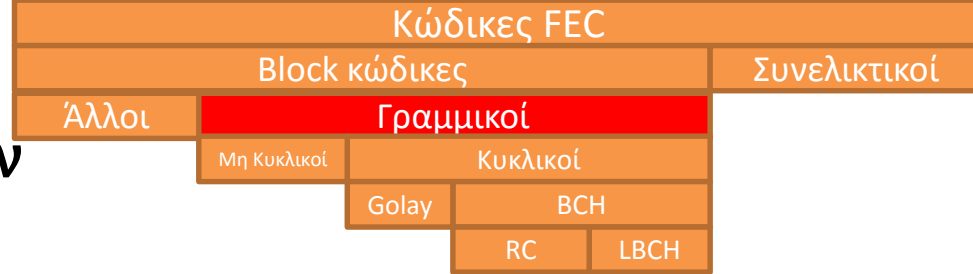 Κώδικες FEC
Block κώδικες Συνελικτικοί
Άλλοι Γραμμικοί
ν
Μη Κυκλικοί Κυκλικοί
Golay BCH
RC LBCH